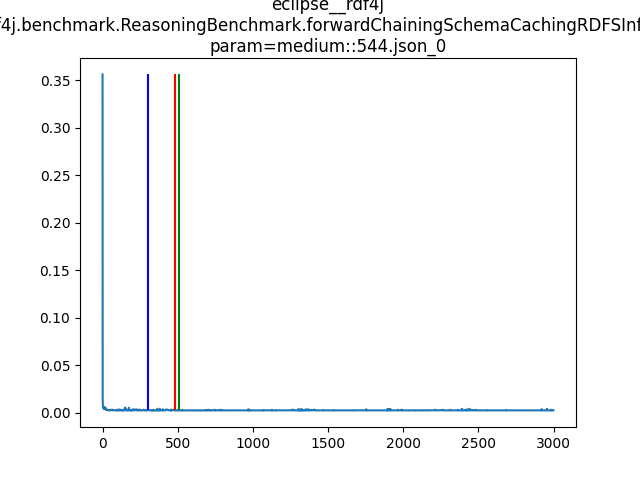 eclipse__rdf4j
f4j.benchmark.ReasoningBenchmark.forwardChainingSchemaCachingRDFSInf
param=medium::544.json_0
0.35
0.30
0.25
0.20
0.15
0.10
0.05
0.00
0 500 1000 1500 2000 2500 3000